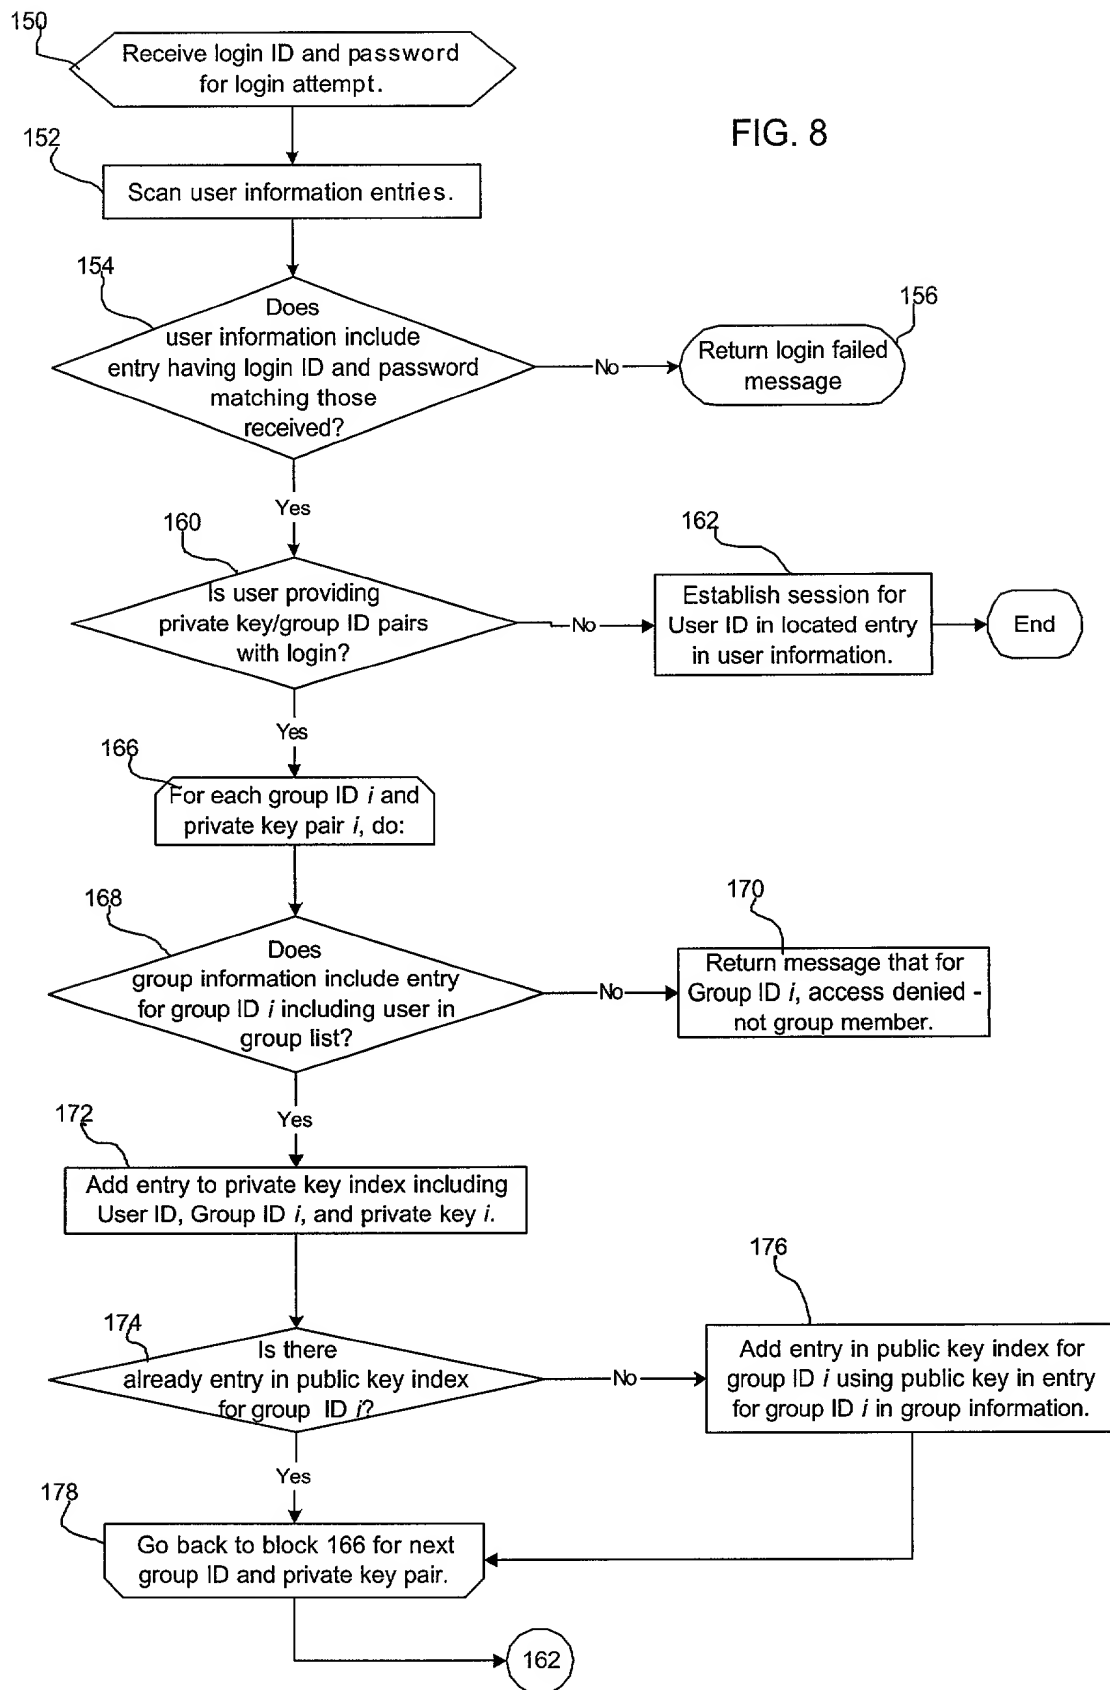 150
Receive login ID and password
for login attempt.
FIG. 8
152
Scan user information entries.
154
Does
user information include
entry having login ID and password
matching those
received?
No
156
Return login failed
message
Yes
160
Is user providing
private key/group ID pairs
with login?
No
162
Establish session for
User ID in located entry
in user information.
End
Yes
166
For each group ID i and
private key pair i, do:
168
Does
group information include entry
for group ID i including user in
group list?
No
170
Return message that for
Group ID i, access denied -
not group member.
Yes
172
Add entry to private key index including
User ID, Group ID i, and private key i.
174
Is there
already entry in public key index
for group ID i?
No
176
Add entry in public key index for
group ID i using public key in entry
for group ID i in group information.
Yes
178
Go back to block 166 for next
group ID and private key pair.
162